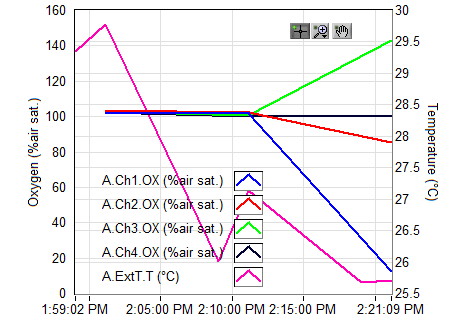 160
140
120
100
80
60
40
20
0
Oxygen (%air sat.)
30
29.5
29
28.5
28
27.5
27
26.5
26
25.5
Temperature (°C)
A.Ch1.OX (%air sat.)
A.Ch2.OX (%air sat.)
A.Ch3.OX (%air sat.)
A.Ch4.OX (%air sat.)
A.ExtT.T (°C)
1:59:02 PM 2:05:00 PM 2:10:00 PM 2:15:00 PM 2:21:09 PM